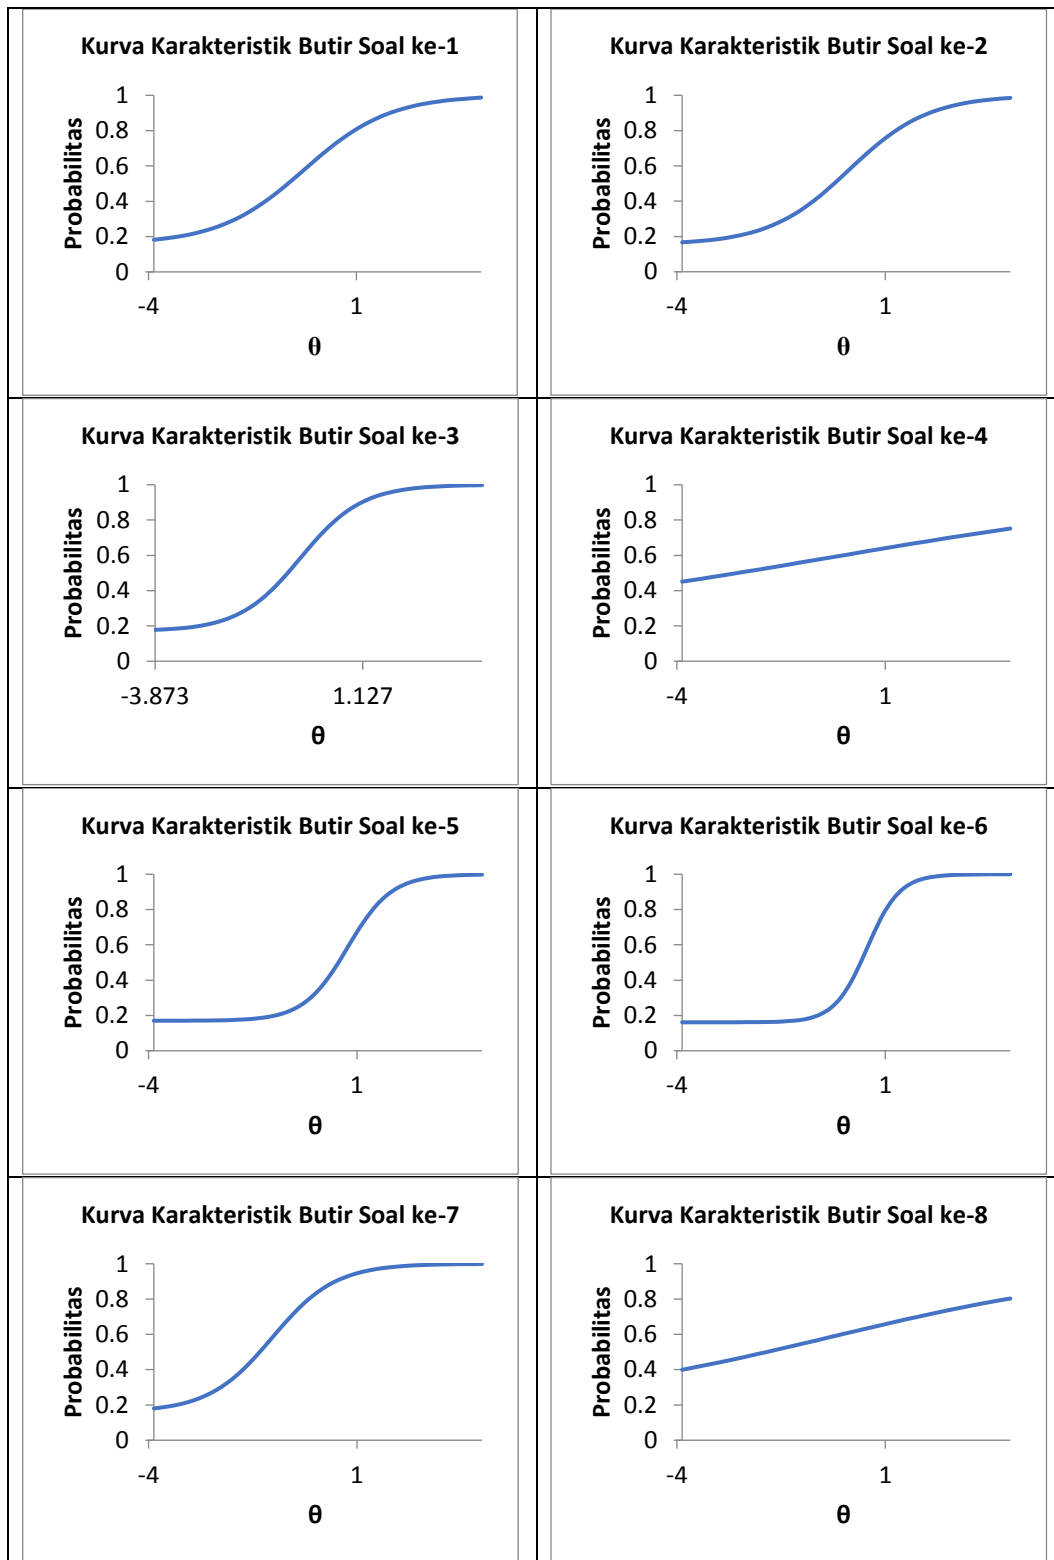 Kurva Karakteristik Butir Soal ke-1
Probabilitas
1
0.8
0.6
0.4
0.2
0
-4 1
θ
Kurva Karakteristik Butir Soal ke-2
Probabilitas
1
0.8
0.6
0.4
0.2
0
-4 1
θ
Kurva Karakteristik Butir Soal ke-3
Probabilitas
1
0.8
0.6
0.4
0.2
0
-3.873 1.127
θ
Kurva Karakteristik Butir Soal ke-4
Probabilitas
1
0.8
0.6
0.4
0.2
0
-4 1
θ
Kurva Karakteristik Butir Soal ke-5
Probabilitas
1
0.8
0.6
0.4
0.2
0
-4 1
θ
Kurva Karakteristik Butir Soal ke-6
Probabilitas
1
0.8
0.6
0.4
0.2
0
-4 1
θ
Kurva Karakteristik Butir Soal ke-7
Probabilitas
1
0.8
0.6
0.4
0.2
0
-4 1
θ
Kurva Karakteristik Butir Soal ke-8
Probabilitas
1
0.8
0.6
0.4
0.2
0
-4 1
θ